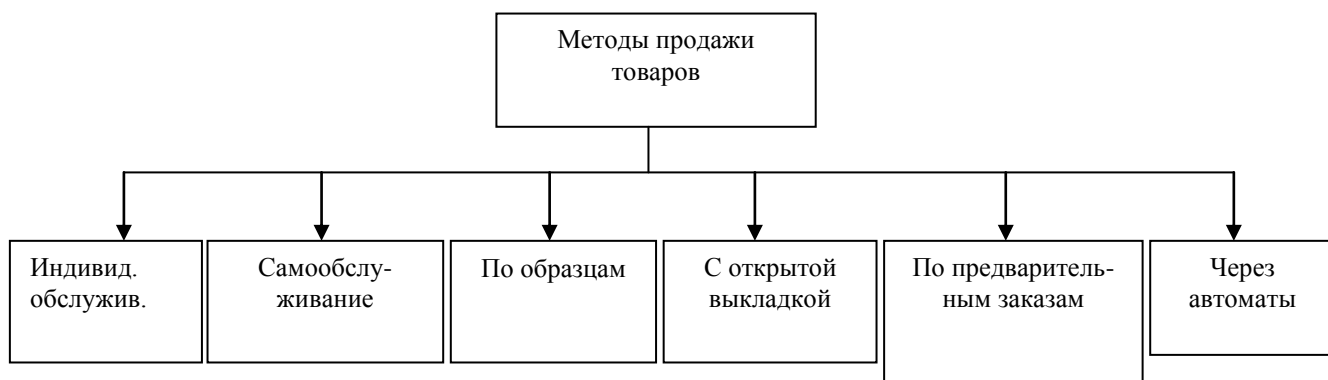 Методы продажи
товаров
Индивид.
обслужив.
Самообслу-
живание
По образцам
С открытой
выкладкой
По предваритель-
ным заказам
Через
автоматы